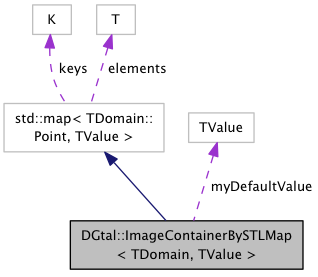 K
T
keys
elements
std::map< TDomain::
Point, TValue >
TValue
myDefaultValue
DGtal::ImageContainerBySTLMap
< TDomain, TValue >